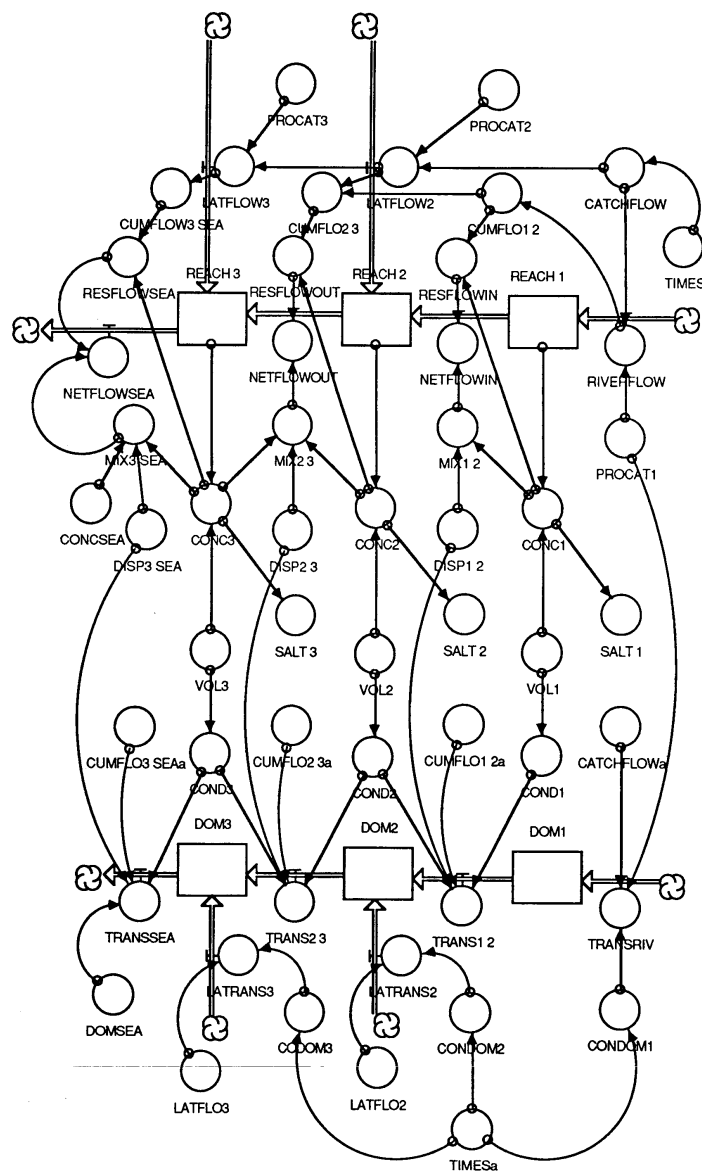 PROCAT3
PROCAT2
LATFLOW3
LATFLOW2
CATCHFLOW
CUMFLOW3 SEA
CUMFLO2 3
CUMFLO1 2
TIMES
REACH 3
REACH 2
REACH 1
RESFLOWSEA
RESFLOWOUT
RESFLOWIN
NETFLOWSEA
NETFLOWOUT
NETFLOWIN
RIVERFLOW
MIX3 SEA
MIX2 3
MIX1 2
PROCAT1
CONCSEA
DISP3 SEA
CONC3
DISP2 3
CONC2
DISP1 2
CONC1
SALT 3
SALT 2
SALT 1
VOL3
VOL2
VOL1
CUMFLO3 SEAa
COND3
CUMFLO2 3a
COND2
CUMFLO1 2a
COND1
CATCHFLOWa
DOM3
DOM2
DOM1
TRANSSEA
TRANS2 3
TRANS1 2
TRANSRIV
LATRANS3
LATRANS2
DOMSEA
CODOM3
CONDOM2
CONDOM1
LATFLO3
LATFLO2
TIMESa